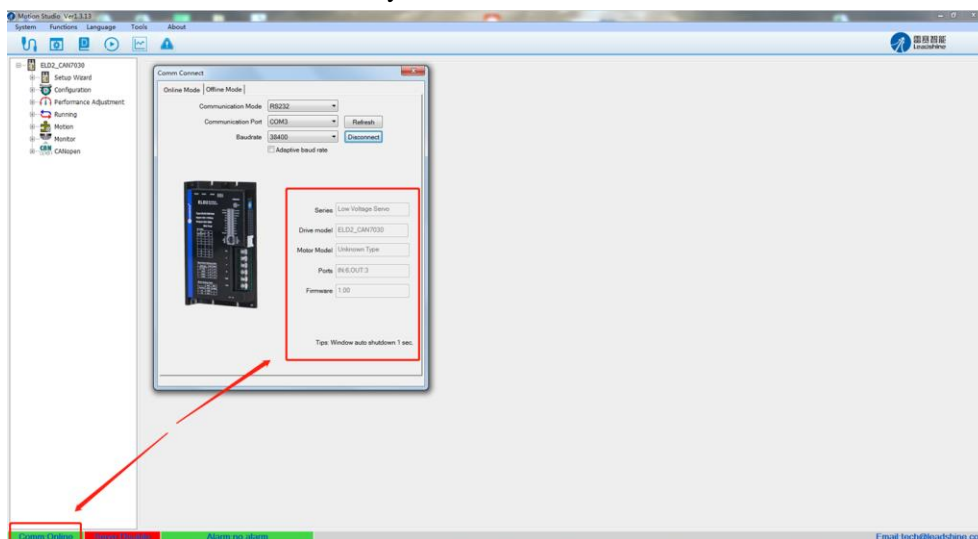 Motion Studio Ver1.3.13
System Functions Language Tools About
雷赛智能
Leadshine
ELD2_CAN7030
Setup Wizard
Configuration
Performance Adjustment
Running
Motion
Monitor
CANopen
Comm Connect
Online Mode Offline Mode
Communication Mode RS232
Communication Port COM3 Refresh
Baudrate 38400 Disconnect
Adaptive baud rate
Series Low Voltage Servo
Drive model ELD2_CAN7030
Motor Model Unknown Type
Ports IN:6,OUT:3
Firmware 1.00
Tips: Window auto shutdown 1 sec.
Comm Online Alarm:no alarm Email:tech@leadshine.co